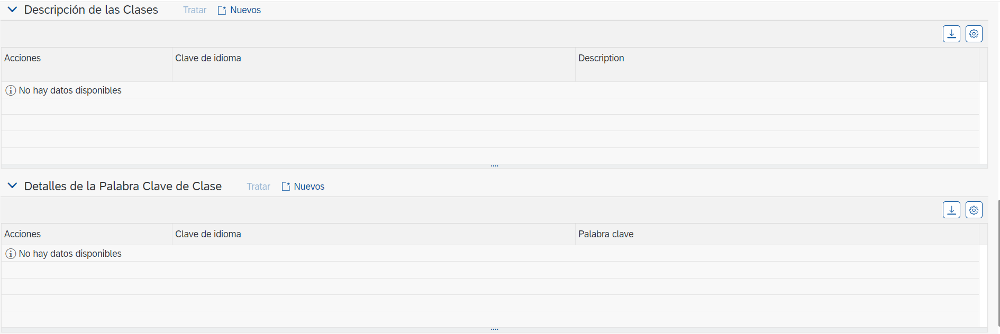 Descripción de las Clases Tratar Nuevos
Acciones Clave de idioma Description
No hay datos disponibles
Detalles de la Palabra Clave de Clase Tratar Nuevos
Acciones Clave de idioma Palabra clave
No hay datos disponibles